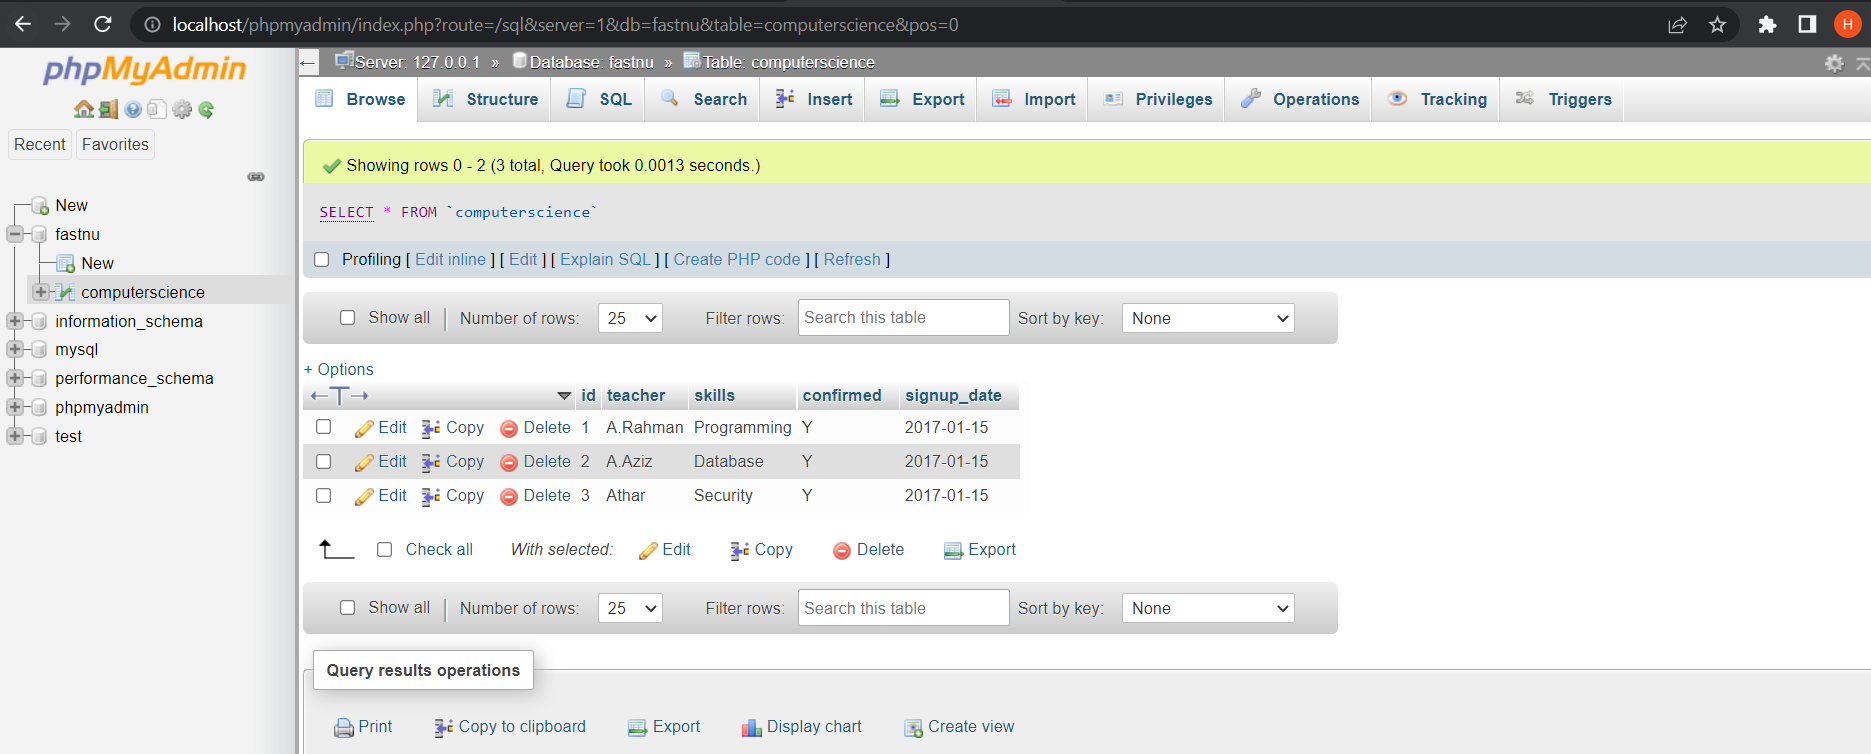 localhost/phpmyadmin/index.php?route=/sql&server=1&db=fastnu&table=computerscience&pos=0
H
phpMyAdmin
Recent Favorites
New
fastnu
New
computerscience
information_schema
mysql
performance_schema
phpmyadmin
test
Server: 127.0.0.1 » Database: fastnu » Table: computerscience
Browse Structure SQL Search Insert Export Import Privileges Operations Tracking Triggers
Showing rows 0 - 2 (3 total, Query took 0.0013 seconds.)
SELECT * FROM `computerscience`
Profiling [ Edit inline ] [ Edit ] [ Explain SQL ] [ Create PHP code ] [ Refresh ]
Show all Number of rows: 25 Filter rows: Search this table Sort by key: None
+ Options
←T→ id teacher skills confirmed signup_date
Edit Copy Delete 1 A.Rahman Programming Y 2017-01-15
Edit Copy Delete 2 A.Aziz Database Y 2017-01-15
Edit Copy Delete 3 Athar Security Y 2017-01-15
Check all With selected: Edit Copy Delete Export
Show all Number of rows: 25 Filter rows: Search this table Sort by key: None
Query results operations
Print Copy to clipboard Export Display chart Create view